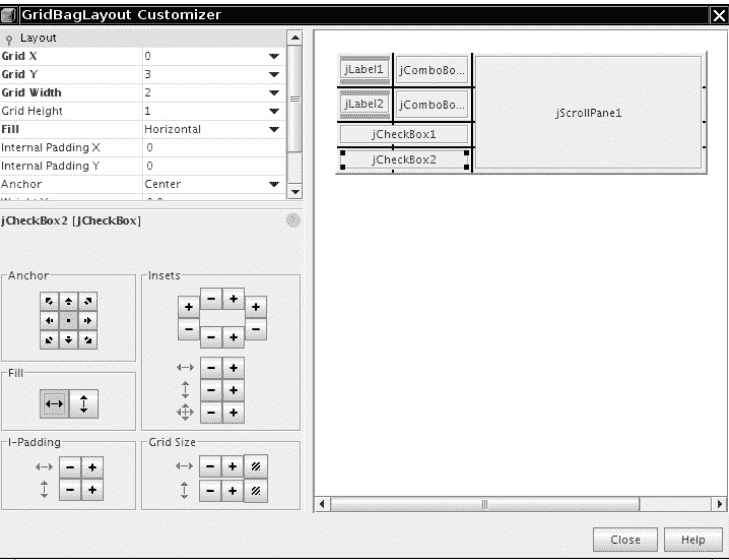 GridBagLayout Customizer
Layout
Grid X 0
Grid Y 3
Grid Width 2
Grid Height 1
Fill Horizontal
Internal Padding X 0
Internal Padding Y 0
Anchor Center
jCheckBox2 [JCheckBox]
Anchor
Insets
Fill
I-Padding
Grid Size
jLabel1 jComboBo...
jLabel2 jComboBo...
jCheckBox1
jCheckBox2
jScrollPane1
Close Help